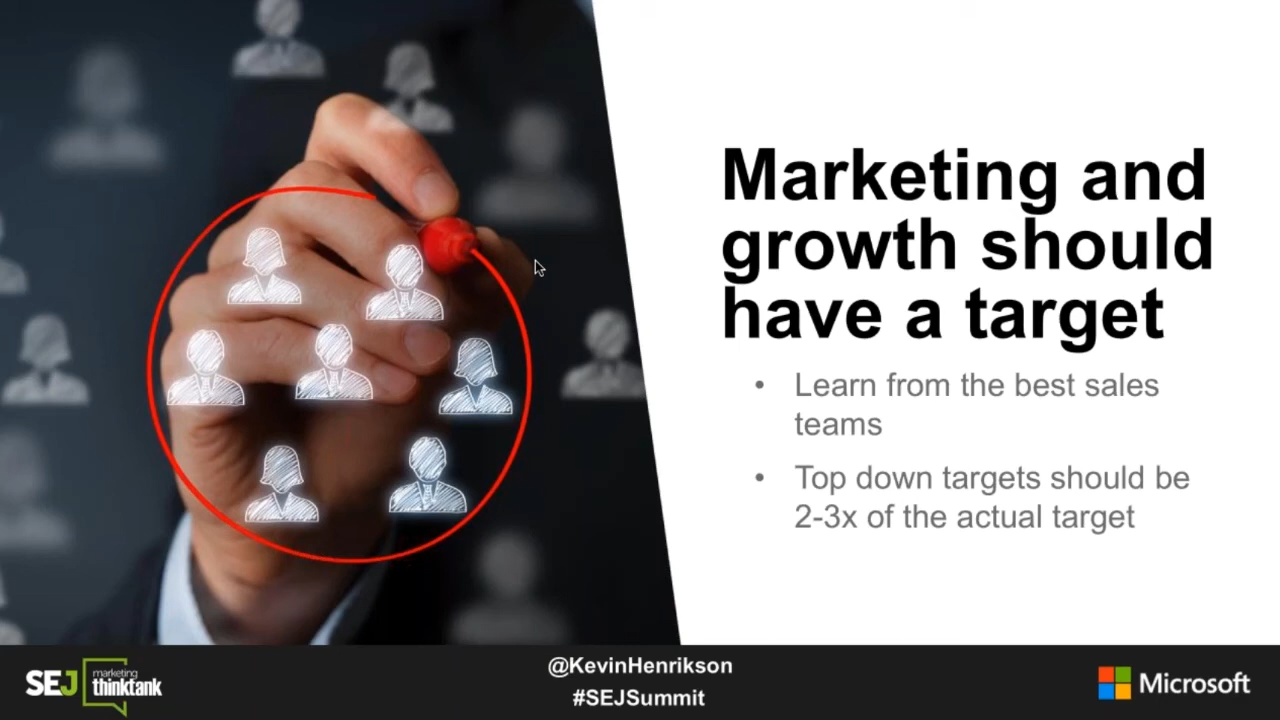 Marketing and
growth should
have a target
• Learn from the best sales
teams
• Top down targets should be
2-3x of the actual target
SEJ marketing
thinktank
@KevinHenrikson
#SEJSummit
Microsoft